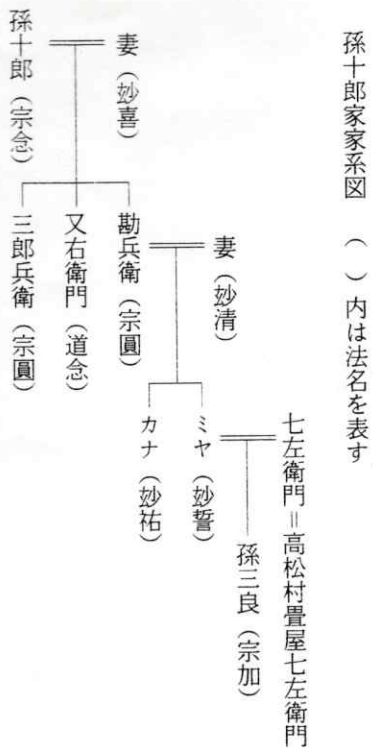 孫十郎家家系図　（　）内は法名を表す
七左衛門＝高松村畳屋七左衛門
孫三良（宗加）
妻（妙清）
ミヤ（妙誓）
カナ（妙祐）
妻（妙喜）
勘兵衛（宗圓）
又右衛門（道念）
三郎兵衛（宗圓）
孫十郎（宗念）